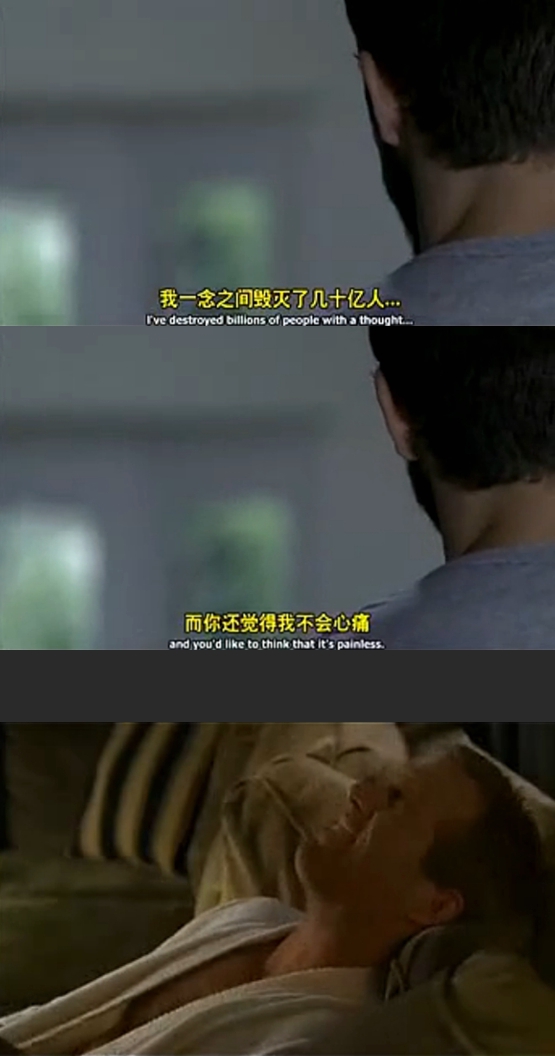 我一念之间毁灭了几十亿人...
I've destroyed billions of people with a thought...
而你还觉得我不会心痛
and you'd like to think that it's painless.